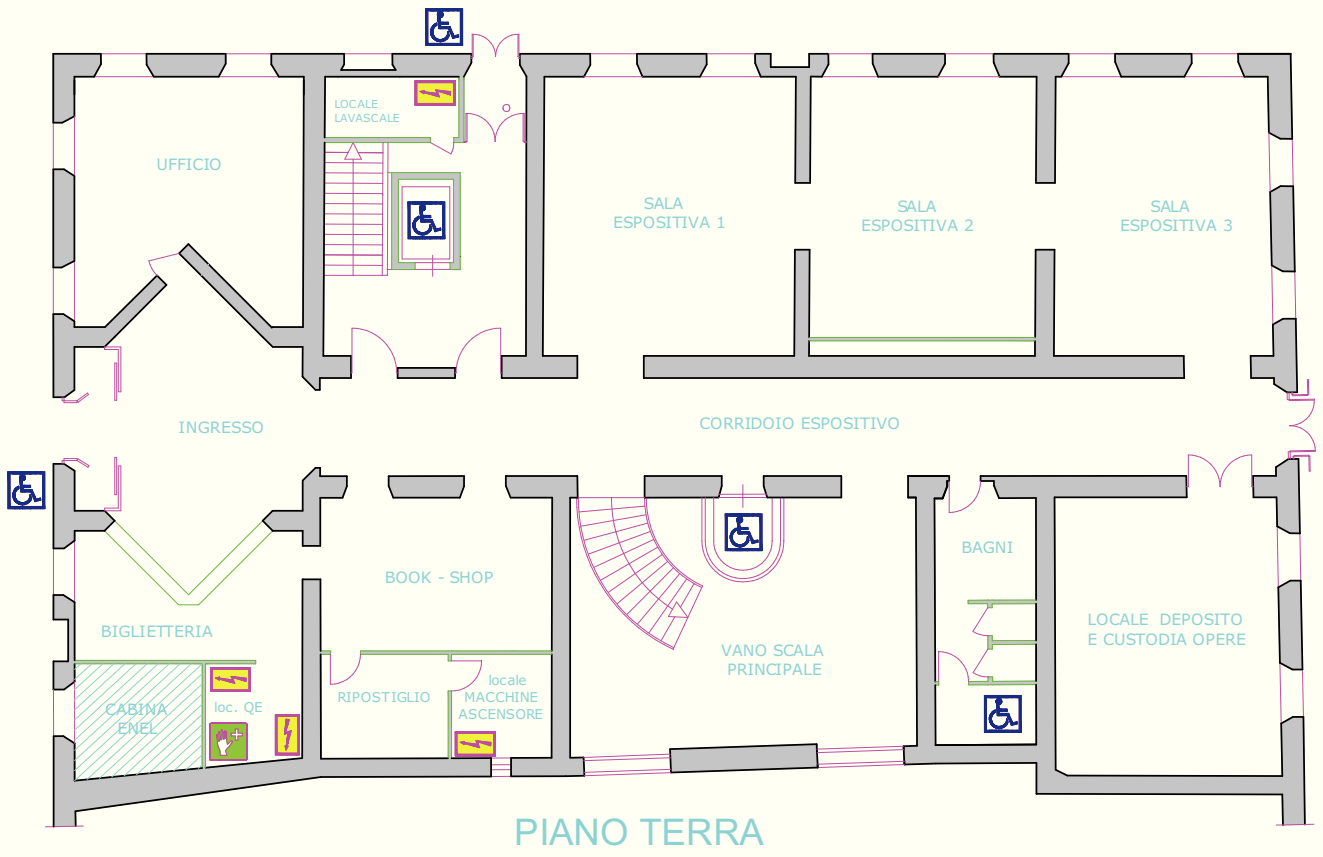 LOCALE
LAVASCALE
UFFICIO
SALA
ESPOSITIVA 1
SALA
ESPOSITIVA 2
SALA
ESPOSITIVA 3
INGRESSO
CORRIDOIO ESPOSITIVO
BOOK - SHOP
BAGNI
BIGLIETTERIA
LOCALE DEPOSITO
E CUSTODIA OPERE
VANO SCALA
PRINCIPALE
CABINA
ENEL
loc. QE
RIPOSTIGLIO
locale
MACCHINE
ASCENSORE
PIANO TERRA